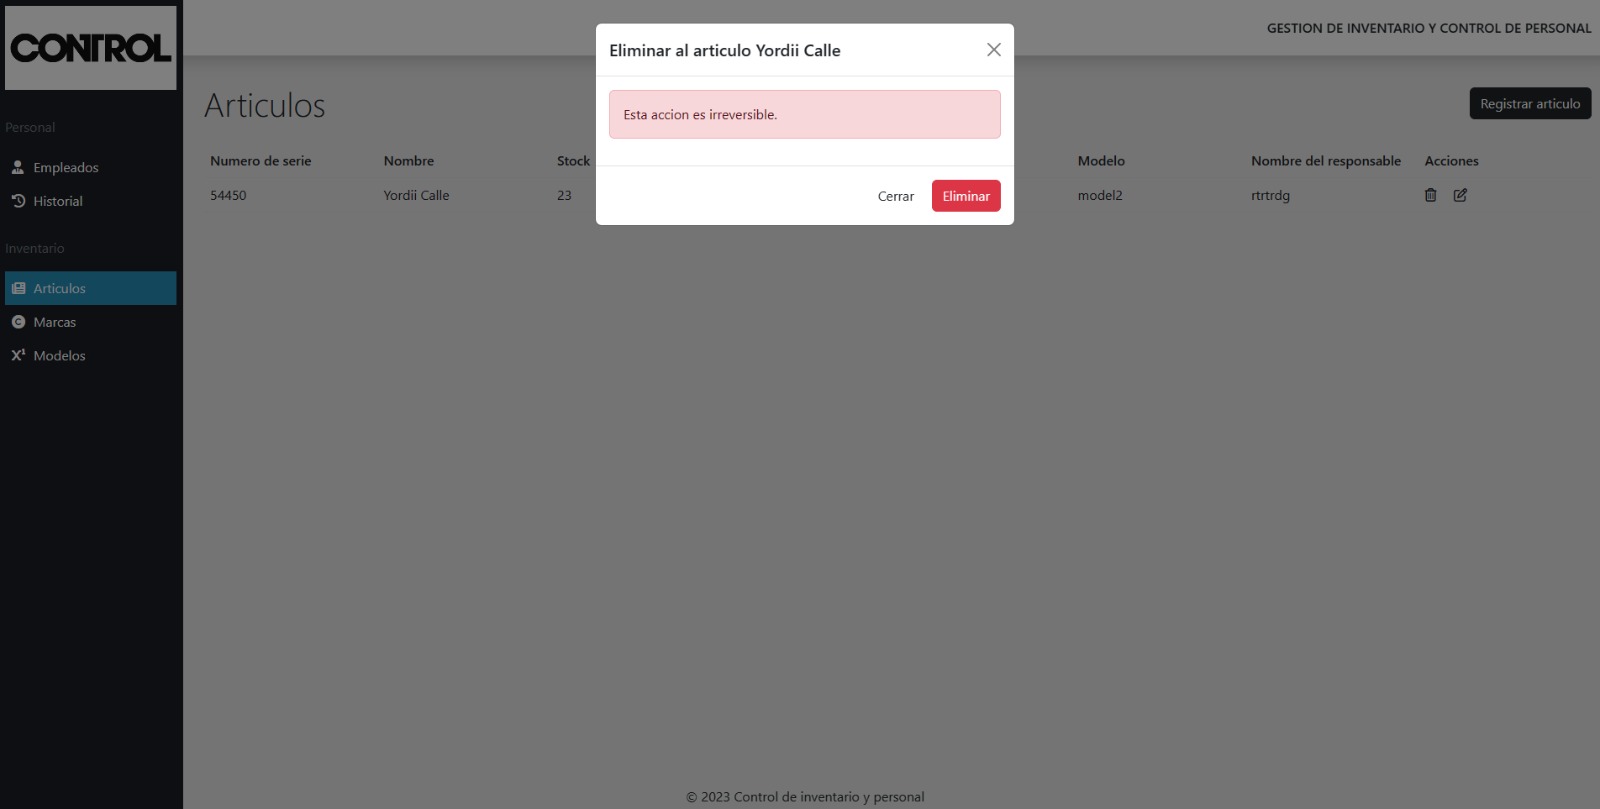 CONTROL
GESTION DE INVENTARIO Y CONTROL DE PERSONAL
Personal
Empleados
Historial
Inventario
Articulos
Marcas
Modelos
Articulos
Registrar articulo
Numero de serie Nombre Stock Modelo Nombre del responsable Acciones
54450 Yordii Calle 23 model2 rtrtrdg
Eliminar al articulo Yordii Calle
Esta accion es irreversible.
Cerrar Eliminar
© 2023 Control de inventario y personal